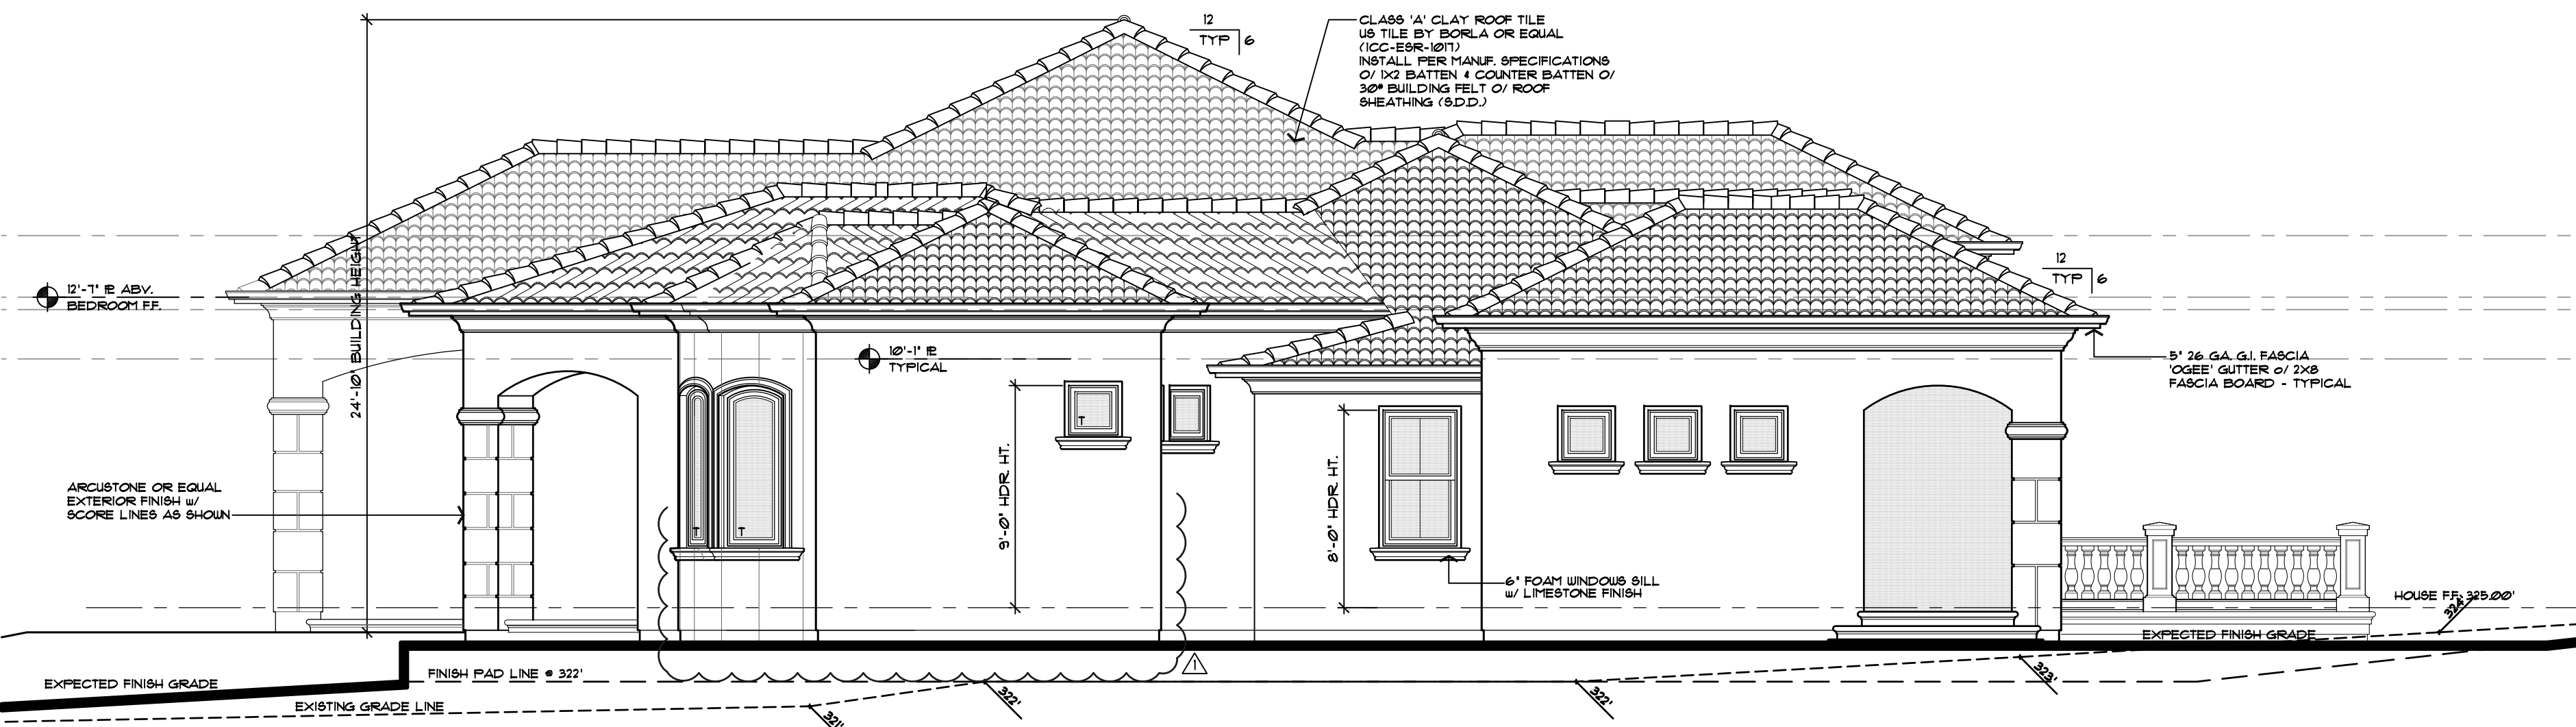 12
TYP 6
CLASS 'A' CLAY ROOF TILE
US TILE BY BORLA OR EQUAL
(ICC-ESR-1017)
INSTALL PER MANUF. SPECIFICATIONS
O/ 1X2 BATTEN & COUNTER BATTEN O/
30# BUILDING FELT O/ ROOF
SHEATHING (S.D.D.)
24'-10" BUILDING HEIGHT
12'-7" PL ABV.
BEDROOM F.F.
12
TYP 6
10'-1" PL
TYPICAL
5" 26 GA. G.I. FASCIA
'OGEE' GUTTER o/ 2X8
FASCIA BOARD - TYPICAL
T
9'-0" HDR. HT.
8'-0" HDR. HT.
ARCUSTONE OR EQUAL
EXTERIOR FINISH w/
SCORE LINES AS SHOWN
T T
6" FOAM WINDOWS SILL
w/ LIMESTONE FINISH
HOUSE F.F. 325.00'
324'
EXPECTED FINISH GRADE
1
FINISH PAD LINE @ 322'
323'
EXPECTED FINISH GRADE
322'
322'
EXISTING GRADE LINE
321'